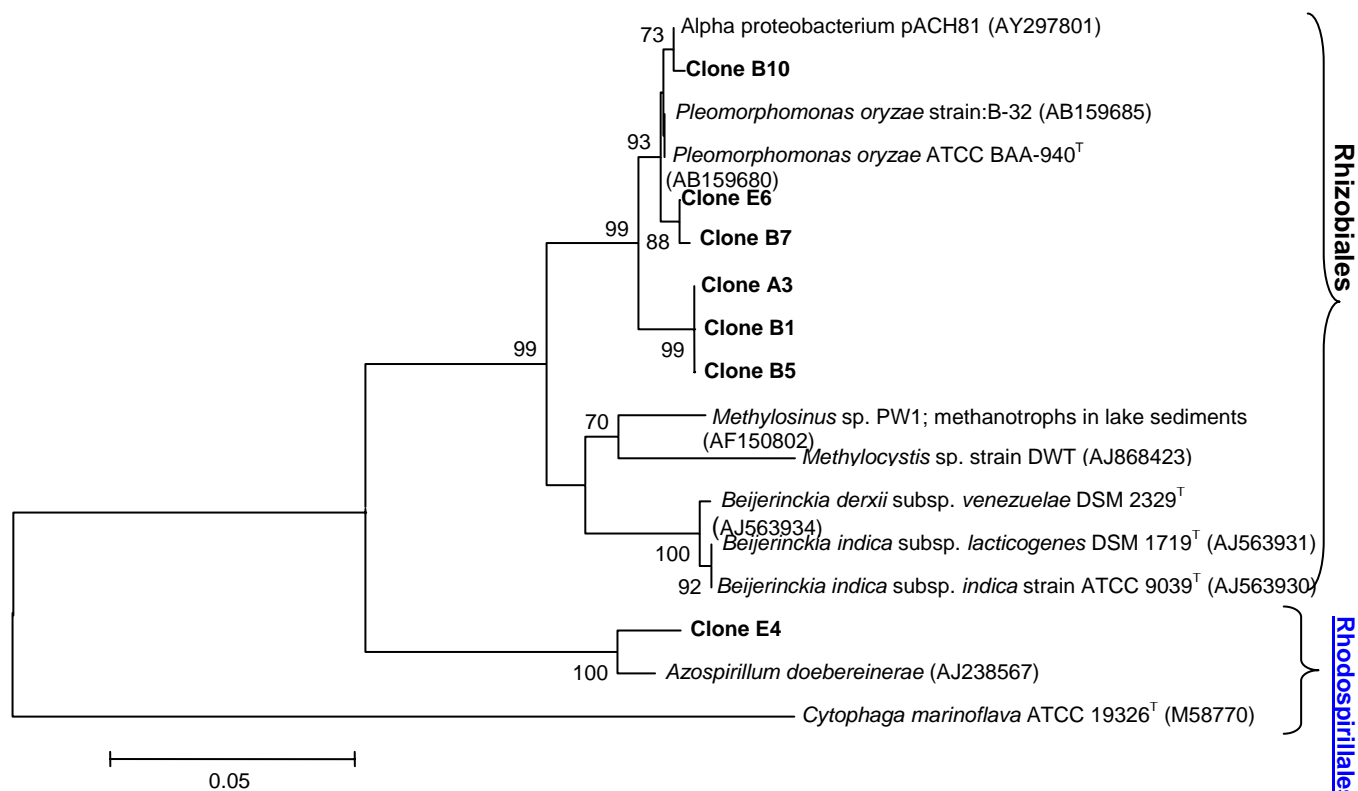 Alpha proteobacterium pACH81 (AY297801)
73
Clone B10
Pleomorphomonas oryzae strain:B-32 (AB159685)
93
Pleomorphomonas oryzae ATCC BAA-940T
(AB159680)
Clone E6
99
88
Clone B7
Clone A3
Clone B1
99
99
Clone B5
70
Methylosinus sp. PW1; methanotrophs in lake sediments
(AF150802)
Methylocystis sp. strain DWT (AJ868423)
Beijerinckia derxii subsp. venezuelae DSM 2329T
(AJ563934)
100
Beijerinckia indica subsp. lacticogenes DSM 1719T (AJ563931)
92
Beijerinckia indica subsp. indica strain ATCC 9039T (AJ563930)
Clone E4
100
Azospirillum doebereinerae (AJ238567)
Cytophaga marinoflava ATCC 19326T (M58770)
0.05
Rhizobiales
Rhodospirillales